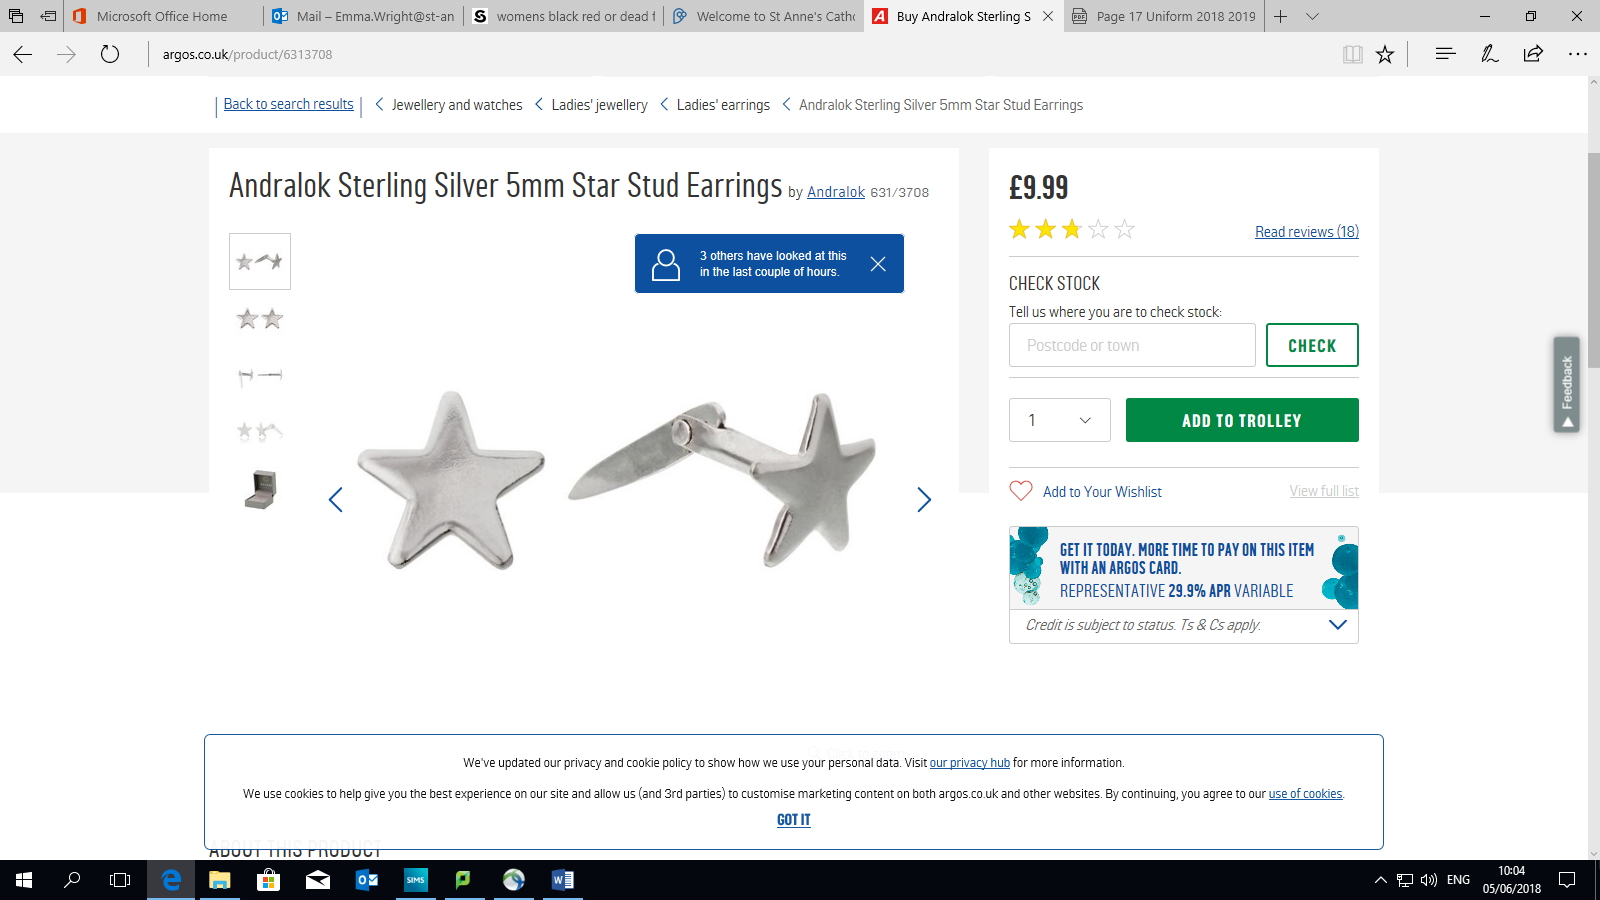 Microsoft Office Home
Mail – Emma.Wright@st-an
womens black red or dead f
Welcome to St Anne's Catho
Buy Andralok Sterling S
Page 17 Uniform 2018 2019
argos.co.uk/product/6313708
Back to search results
Jewellery and watches
Ladies' jewellery
Ladies' earrings
Andralok Sterling Silver 5mm Star Stud Earrings
Andralok Sterling Silver 5mm Star Stud Earrings by Andralok 631/3708
3 others have looked at this
in the last couple of hours.
£9.99
Read reviews (18)
CHECK STOCK
Tell us where you are to check stock:
Postcode or town
CHECK
1
ADD TO TROLLEY
Add to Your Wishlist
View full list
GET IT TODAY. MORE TIME TO PAY ON THIS ITEM
WITH AN ARGOS CARD.
REPRESENTATIVE 29.9% APR VARIABLE
Credit is subject to status. Ts & Cs apply.
Feedback
We've updated our privacy and cookie policy to show how we use your personal data. Visit our privacy hub for more information.
We use cookies to help give you the best experience on our site and allow us (and 3rd parties) to customise marketing content on both argos.co.uk and other websites. By continuing, you agree to our use of cookies.
GOT IT
ABOUT THIS PRODUCT
SIMS
ENG
10:04
05/06/2018